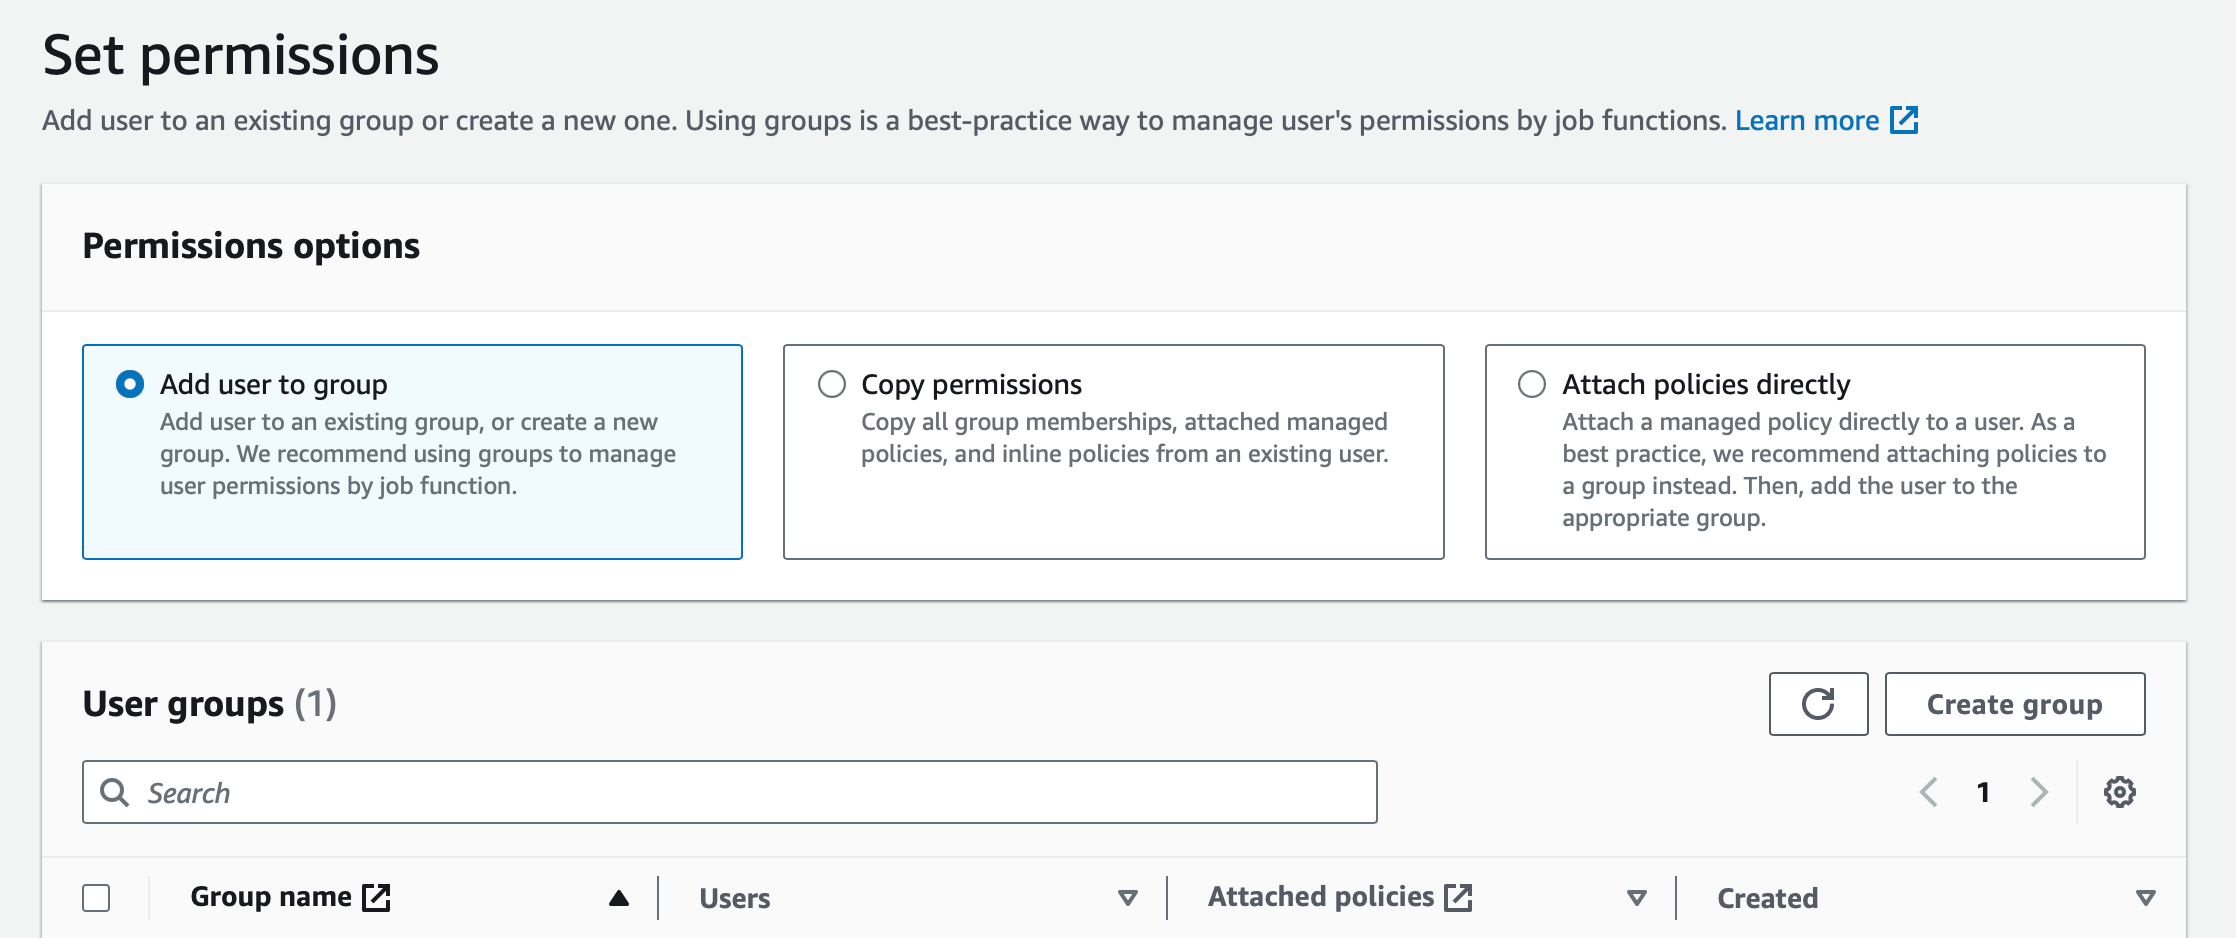 Set permissions
Add user to an existing group or create a new one. Using groups is a best-practice way to manage user's permissions by job functions. Learn more
Permissions options
Add user to group
Add user to an existing group, or create a new
group. We recommend using groups to manage
user permissions by job function.
Copy permissions
Copy all group memberships, attached managed
policies, and inline policies from an existing user.
Attach policies directly
Attach a managed policy directly to a user. As a
best practice, we recommend attaching policies to
a group instead. Then, add the user to the
appropriate group.
User groups (1)
Create group
Search
1
Group name
Users
Attached policies
Created